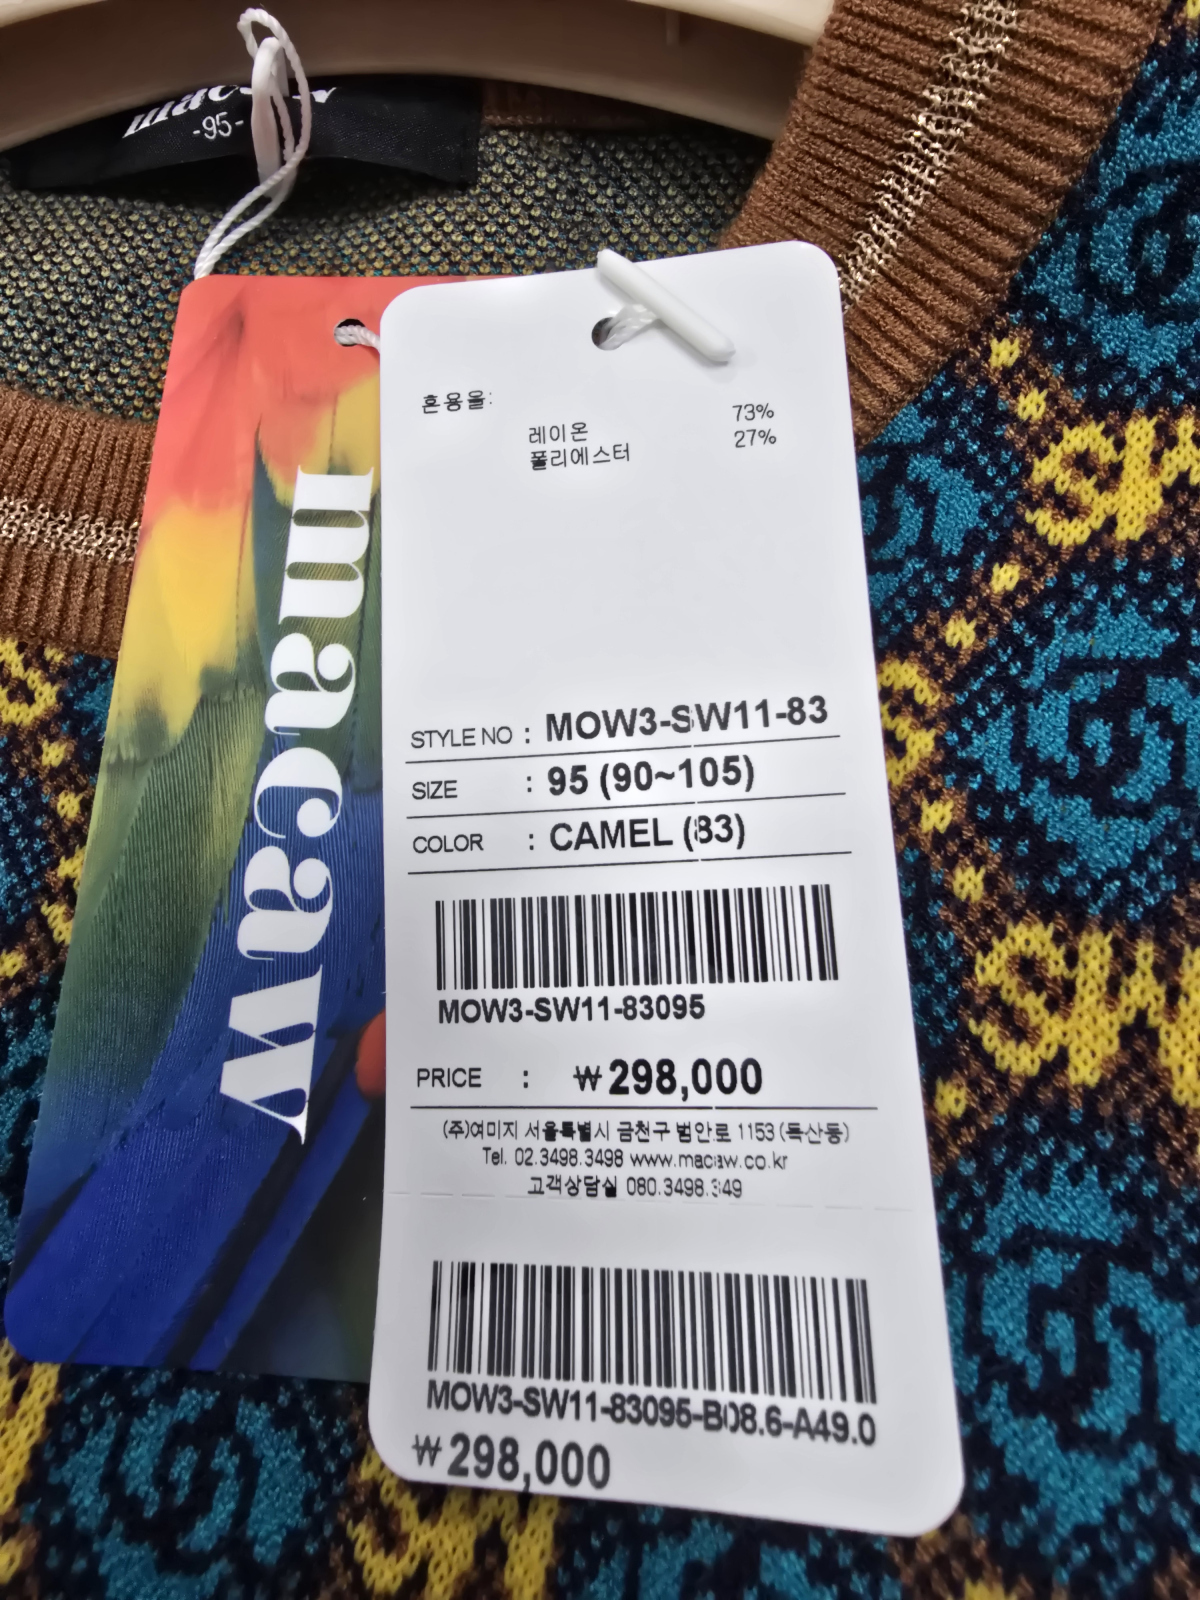 macaw
-95-
macaw
혼용율:
레이온 73%
폴리에스터 27%
STYLE NO : MOW3-SW11-83
SIZE : 95 (90~105)
COLOR : CAMEL (83)
MOW3-SW11-83095
PRICE : ₩298,000
(주)여미지 서울특별시 금천구 범안로 1153 (독산동)
Tel. 02.3498.3498 www.macaw.co.kr
고객상담실 080.3498.349
MOW3-SW11-83095-B08.6-A49.0
₩298,000